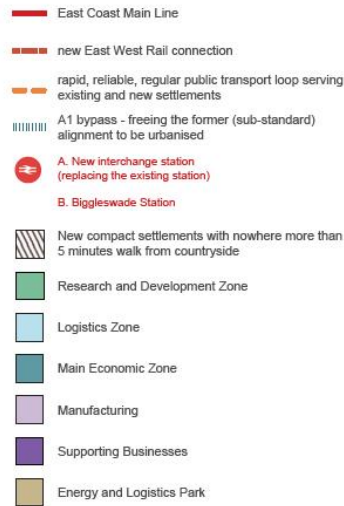 East Coast Main Line
new East West Rail connection
rapid, reliable, regular public transport loop serving
existing and new settlements
A1 bypass - freeing the former (sub-standard)
alignment to be urbanised
A. New interchange station
(replacing the existing station)
B. Biggleswade Station
New compact settlements with nowhere more than
5 minutes walk from countryside
Research and Development Zone
Logistics Zone
Main Economic Zone
Manufacturing
Supporting Businesses
Energy and Logistics Park